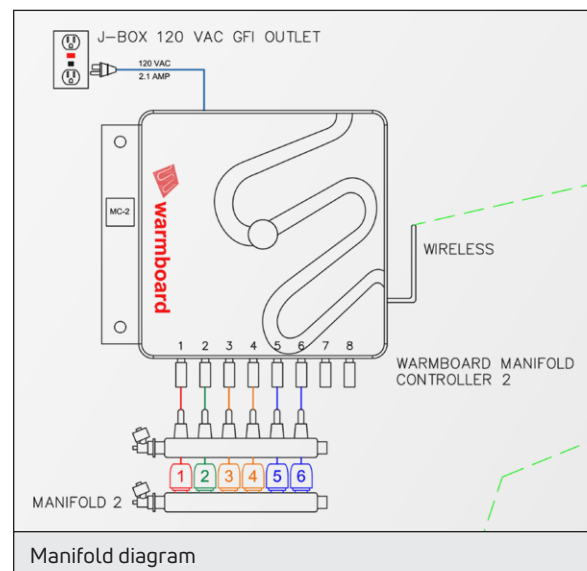 J-BOX 120 VAC GFI OUTLET
120 VAC
2.1 AMP
MC-2
warmboard
WIRELESS
1 2 3 4 5 6 7 8
WARMBOARD MANIFOLD
CONTROLLER 2
1 2 3 4 5 6
MANIFOLD 2
Manifold diagram